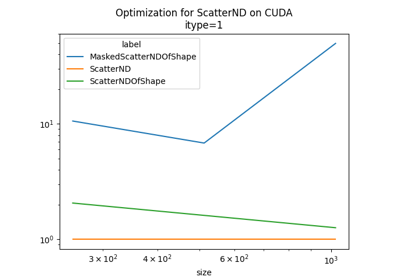 Optimization for ScatterND on CUDA
itype=1
label
MaskedScatterNDOfShape
ScatterND
ScatterNDOfShape
10¹
10⁰
3 × 10²
4 × 10²
6 × 10²
10³
size